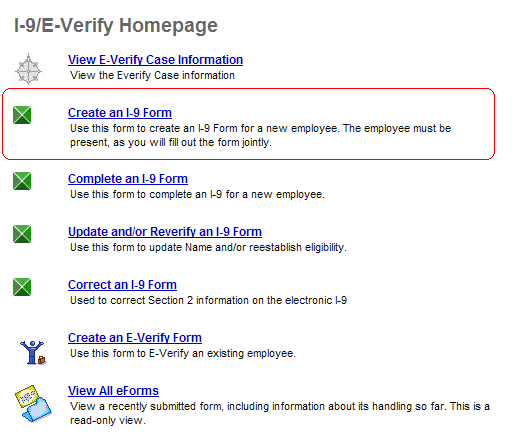 I-9/E-Verify Homepage
View E-Verify Case Information
View the Everify Case information
Create an I-9 Form
Use this form to create an I-9 Form for a new employee. The employee must be
present, as you will fill out the form jointly.
Complete an I-9 Form
Use this form to complete an I-9 for a new employee.
Update and/or Reverify an I-9 Form
Use this form to update Name and/or reestablish eligibility.
Correct an I-9 Form
Used to correct Section 2 information on the electronic I-9
Create an E-Verify Form
Use this form to E-Verify an existing employee.
View All eForms
View a recently submitted form, including information about its handling so far. This is a
read-only view.